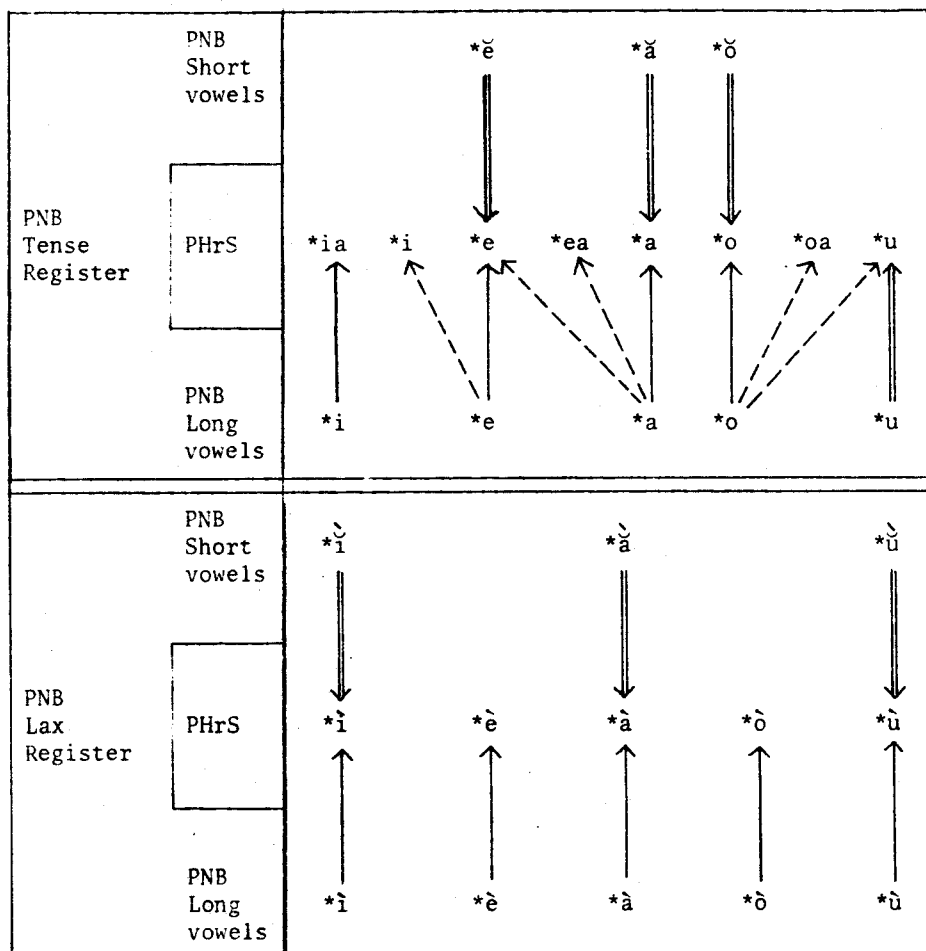 PNB
Short
vowels
*ĕ *ă *ŏ
PNB
Tense
Register
PHrS
*ia *i *e *ea *a *o *oa *u
PNB
Long
vowels
*i *e *a *o *u
PNB
Short
vowels
*ĭ̀ *ằ *ŭ̀
PNB
Lax
Register
PHrS
*ì *è *à *ò *ù
PNB
Long
vowels
*ì *è *à *ò *ù